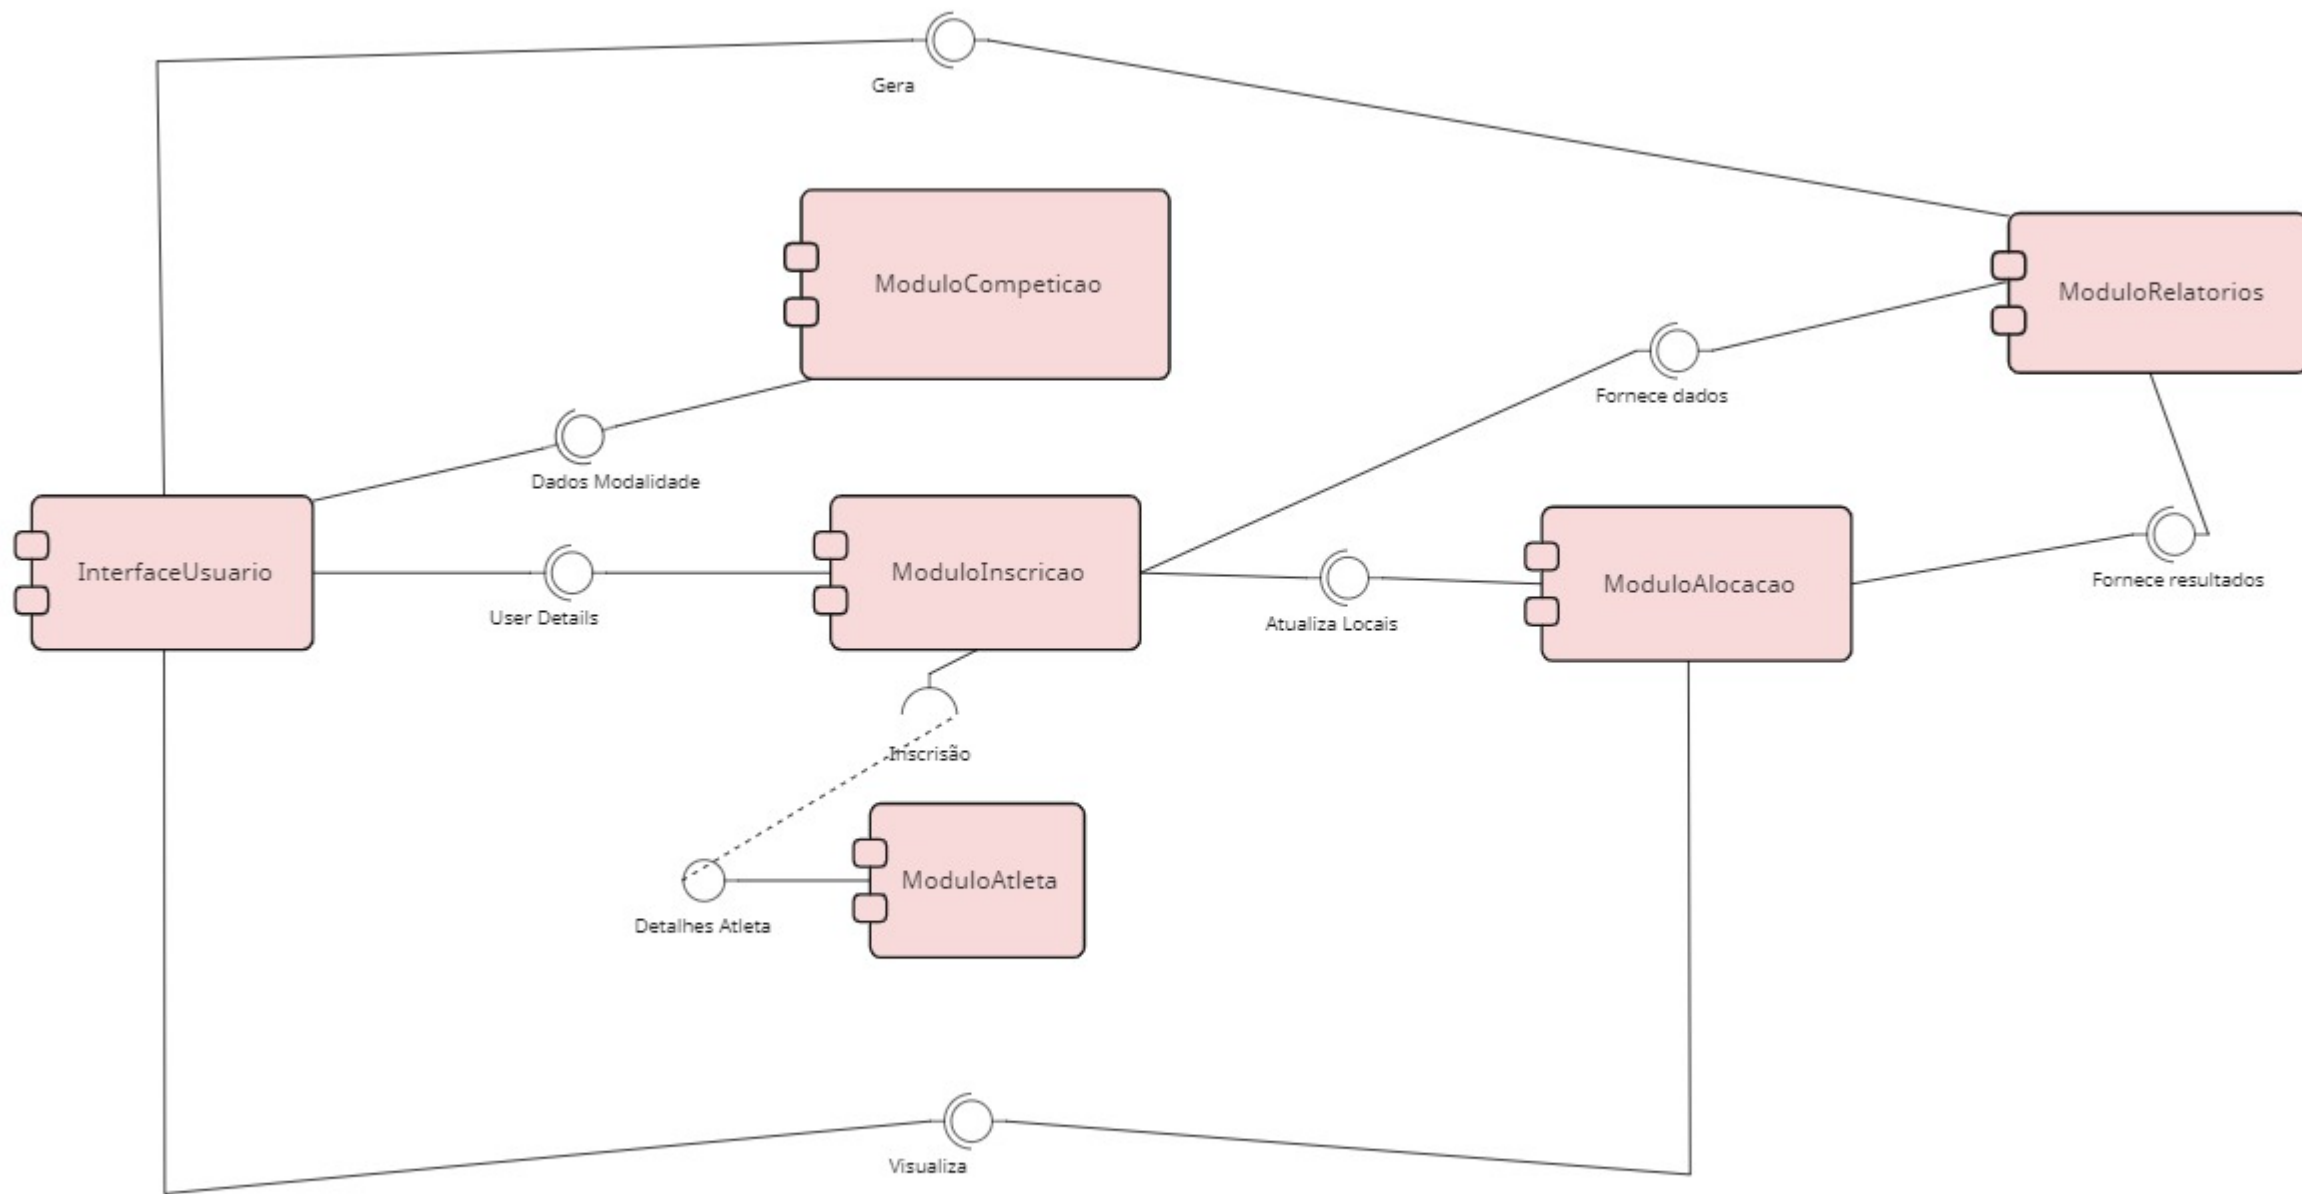 Gera
ModuloCompeticao
ModuloRelatorios
Fornece dados
Dados Modalidade
InterfaceUsuario
ModuloInscricao
ModuloAlocacao
Fornece resultados
User Details
Atualiza Locais
Inscrisão
ModuloAtleta
Detalhes Atleta
Visualiza